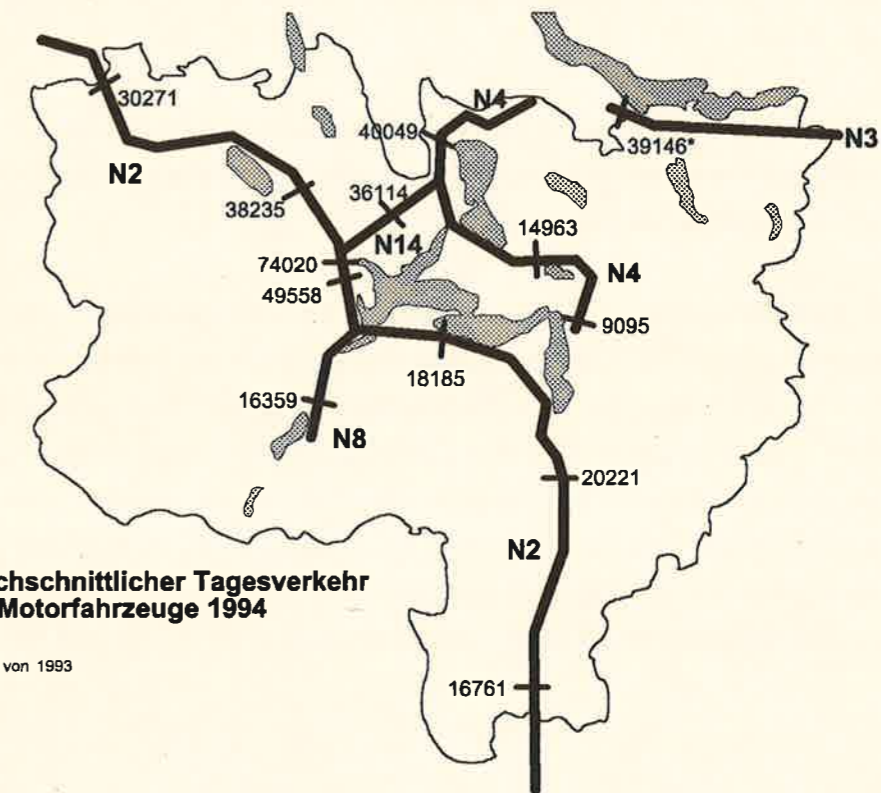 N4
30271
40049
39146*
N3
N2
36114
38235
N14
14963
74020
N4
49558
9095
18185
16359
N8
20221
N2
chschnittlicher Tagesverkehr
Motorfahrzeuge 1994
von 1993
16761